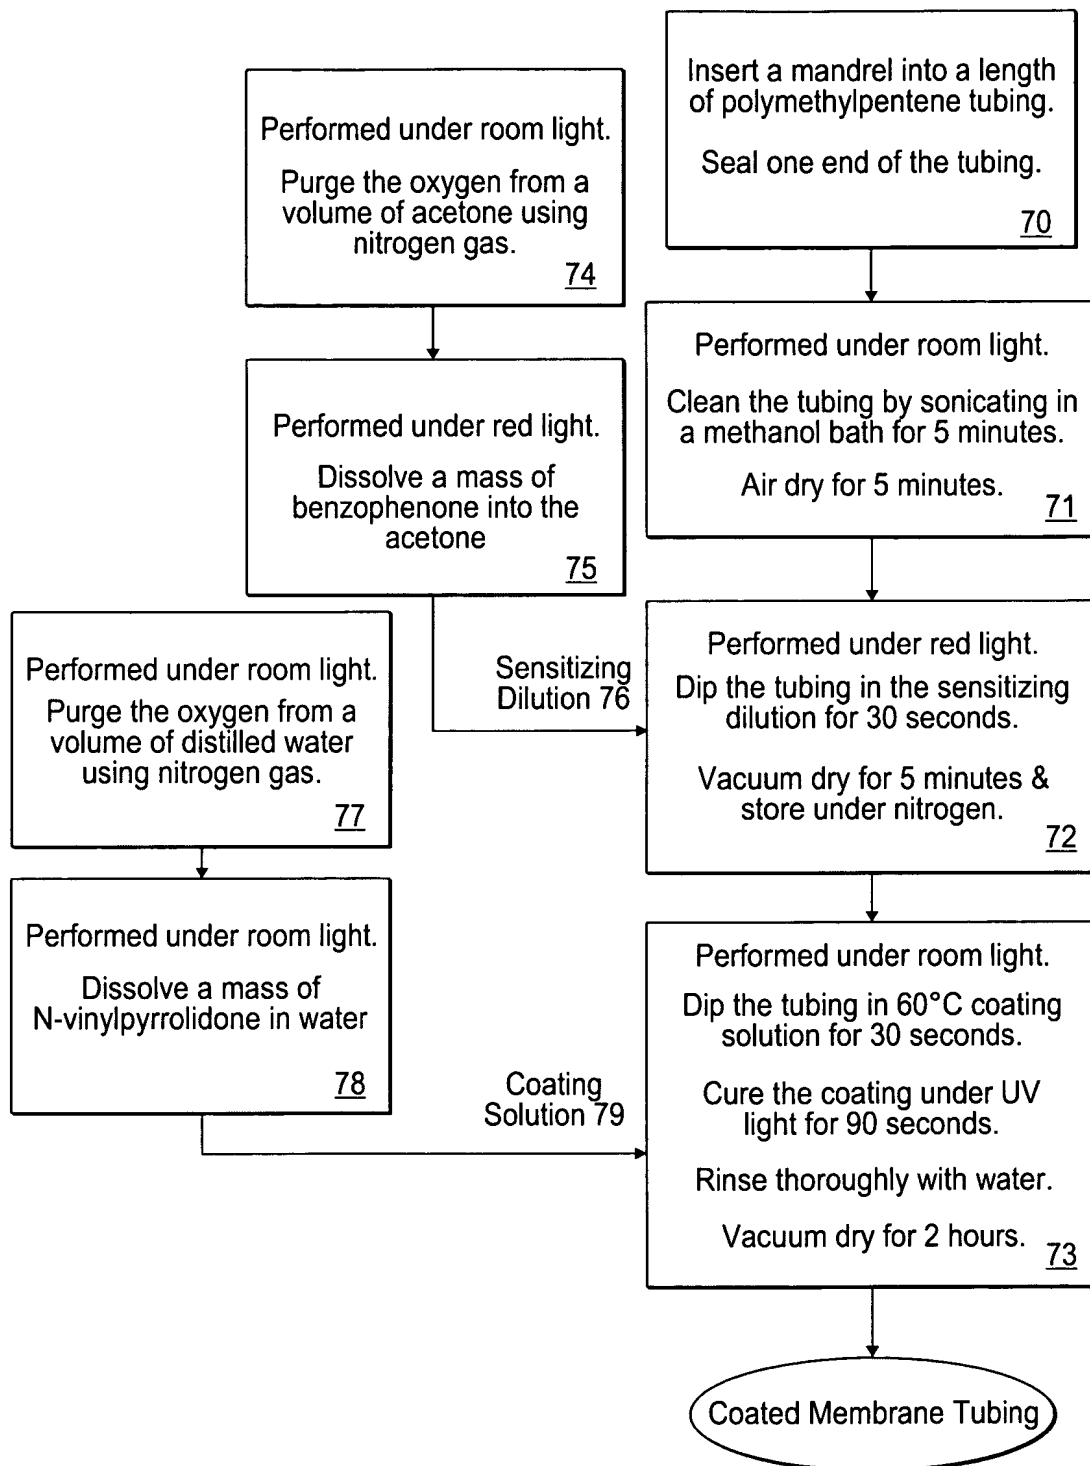 Insert a mandrel into a length
of polymethylpentene tubing.
Seal one end of the tubing.
70
Performed under room light.
Purge the oxygen from a
volume of acetone using
nitrogen gas.
74
Performed under room light.
Clean the tubing by sonicating in
a methanol bath for 5 minutes.
Air dry for 5 minutes.
71
Performed under red light.
Dissolve a mass of
benzophenone into the
acetone
75
Sensitizing
Dilution 76
Performed under red light.
Dip the tubing in the sensitizing
dilution for 30 seconds.
Vacuum dry for 5 minutes &
store under nitrogen.
72
Performed under room light.
Purge the oxygen from a
volume of distilled water
using nitrogen gas.
77
Performed under room light.
Dissolve a mass of
N-vinylpyrrolidone in water
78
Coating
Solution 79
Performed under room light.
Dip the tubing in 60°C coating
solution for 30 seconds.
Cure the coating under UV
light for 90 seconds.
Rinse thoroughly with water.
Vacuum dry for 2 hours.
73
Coated Membrane Tubing